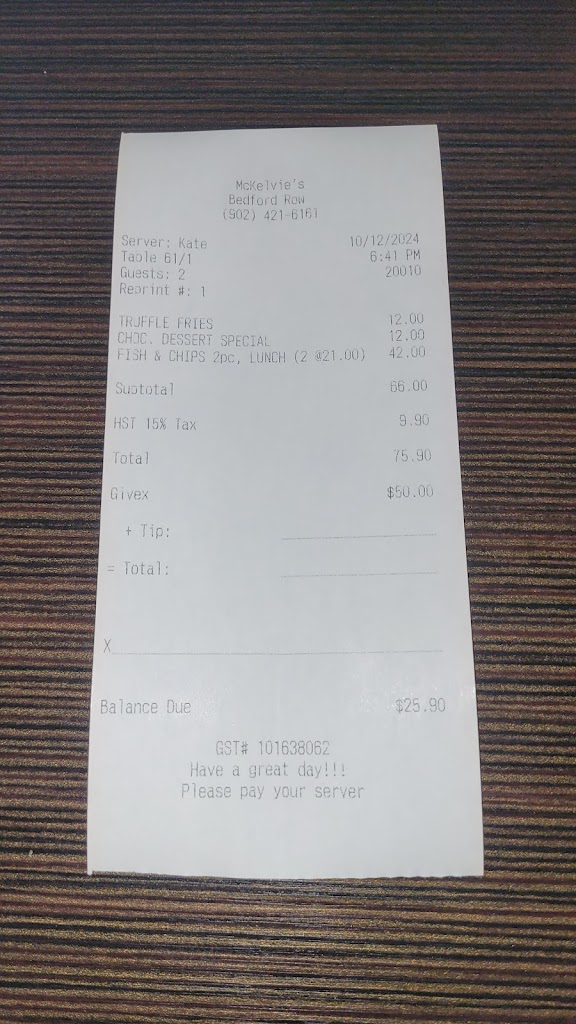 McKelvie's
Bedford Row
(902) 421-6161
Server: Kate 10/12/2024
Table 61/1 6:41 PM
Guests: 2 20010
Reprint #: 1
TRUFFLE FRIES 12.00
CHOC. DESSERT SPECIAL 12.00
FISH & CHIPS 2pc, LUNCH (2 @21.00) 42.00
Subtotal 66.00
HST 15% Tax 9.90
Total 75.90
Givex $50.00
+ Tip:
= Total:
X
Balance Due $25.90
GST# 101638062
Have a great day!!!
Please pay your server